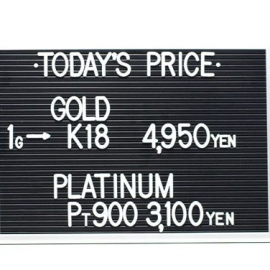 ·TODAY'S PRICE·
GOLD
1G→ K18 4,950YEN
PLATINUM
PT900 3,100YEN